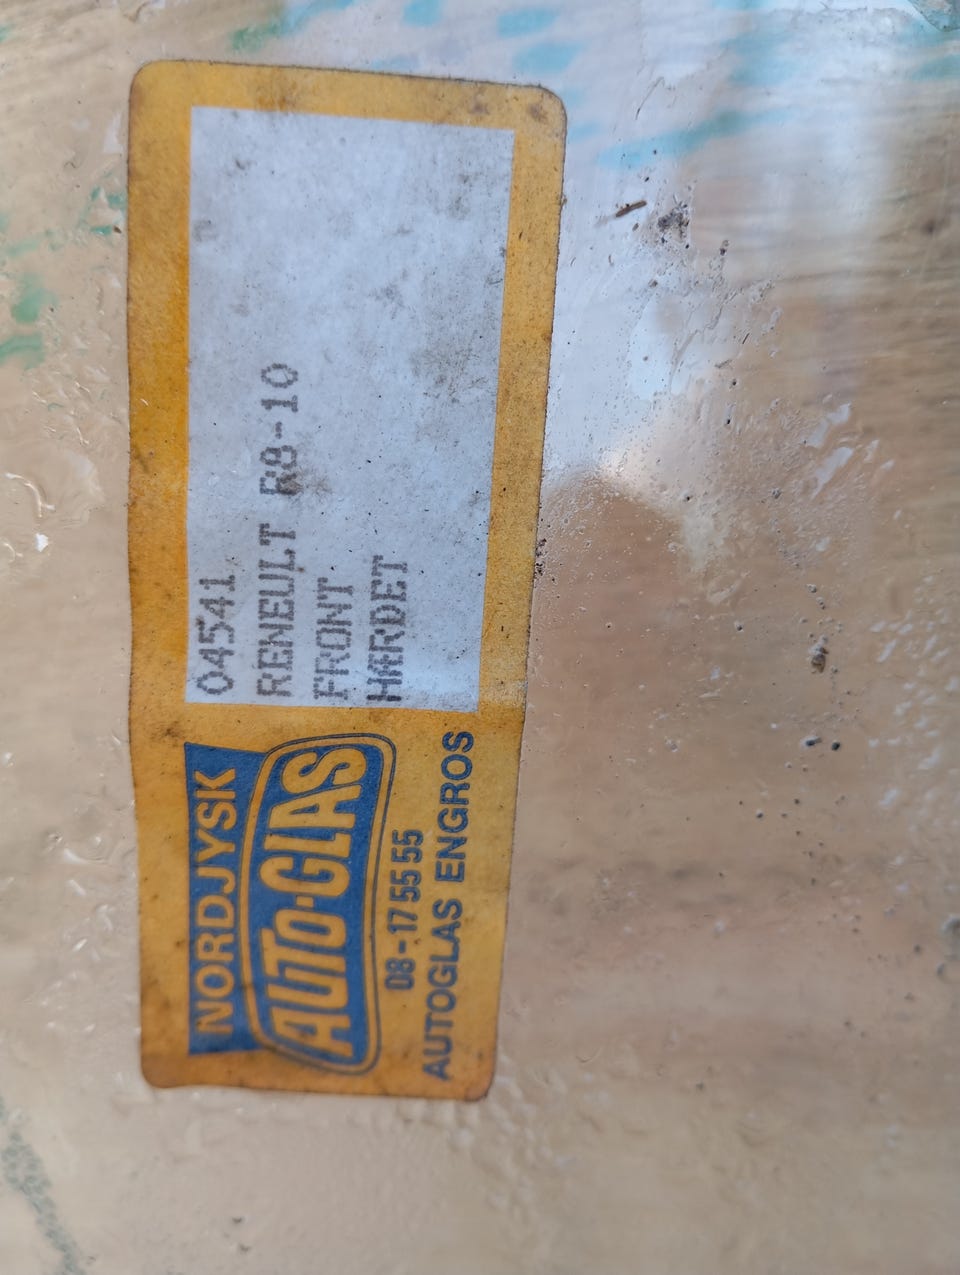 NORDJYSK
AUTO-GLAS
08-17 55 55
AUTOGLAS ENGROS
04541
RENEULT R8-10
FRONT
HÆRDET